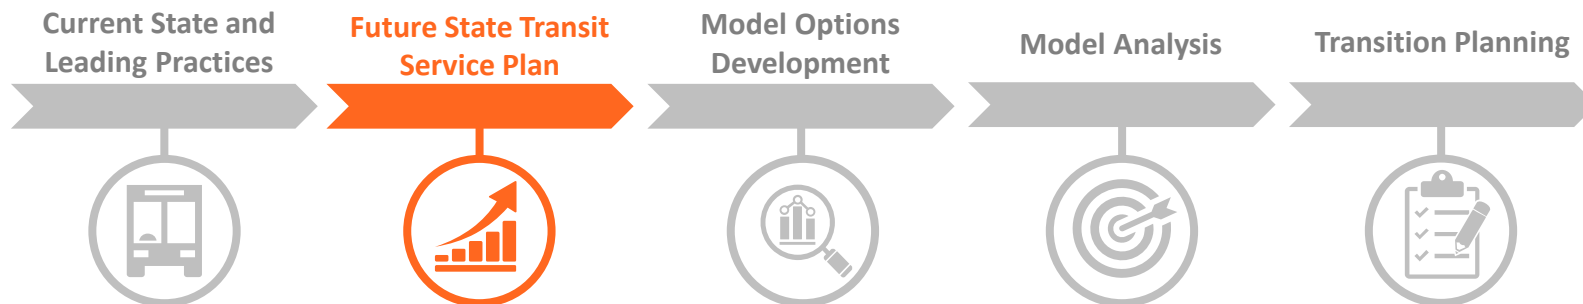 Current State and
Leading Practices
Future State Transit
Service Plan
Model Options
Development
Model Analysis
Transition Planning